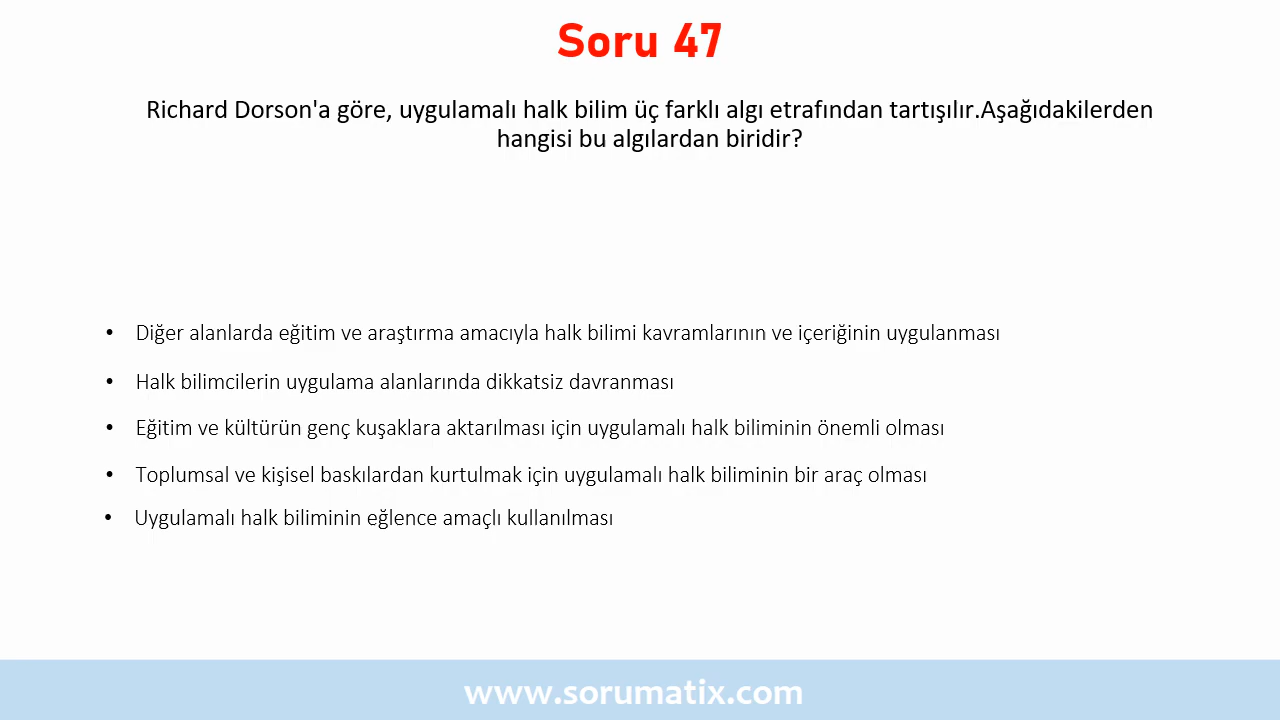 Soru 47
Richard Dorson'a göre, uygulamalı halk bilim üç farklı algı etrafından tartışılır.Aşağıdakilerden
hangisi bu algılardan biridir?
• Diğer alanlarda eğitim ve araştırma amacıyla halk bilimi kavramlarının ve içeriğinin uygulanması
• Halk bilimcilerin uygulama alanlarında dikkatsiz davranması
• Eğitim ve kültürün genç kuşaklara aktarılması için uygulamalı halk biliminin önemli olması
• Toplumsal ve kişisel baskılardan kurtulmak için uygulamalı halk biliminin bir araç olması
• Uygulamalı halk biliminin eğlence amaçlı kullanılması
www.sorumatix.com